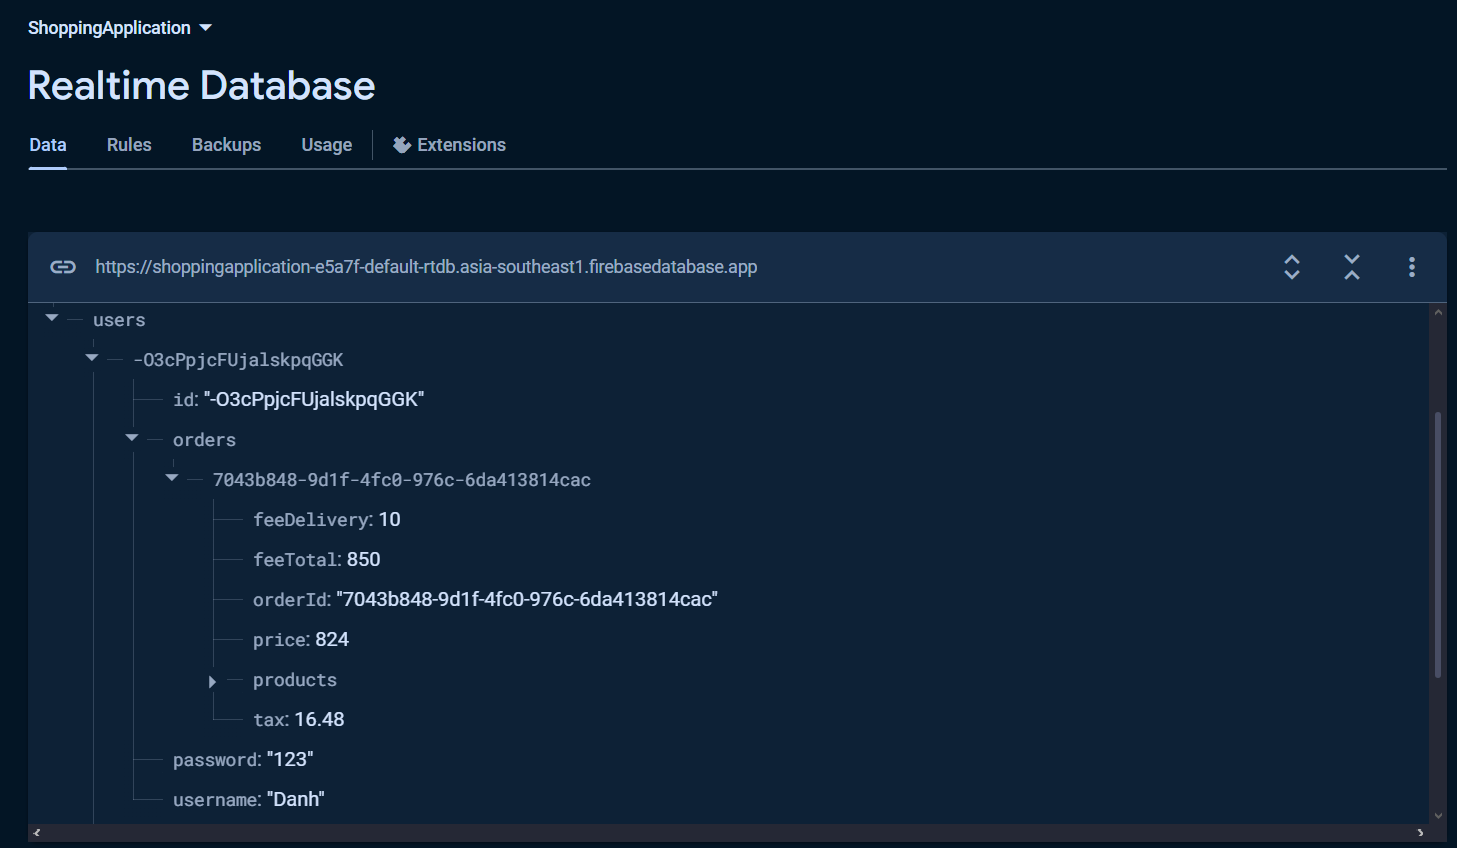 ShoppingApplication
Realtime Database
Data Rules Backups Usage Extensions
https://shoppingapplication-e5a7f-default-rtdb.asia-southeast1.firebasedatabase.app
users
-O3cPpjcFUjalskpqGGK
id: "-O3cPpjcFUjalskpqGGK"
orders
7043b848-9d1f-4fc0-976c-6da413814cac
feeDelivery: 10
feeTotal: 850
orderId: "7043b848-9d1f-4fc0-976c-6da413814cac"
price: 824
products
tax: 16.48
password: "123"
username: "Danh"